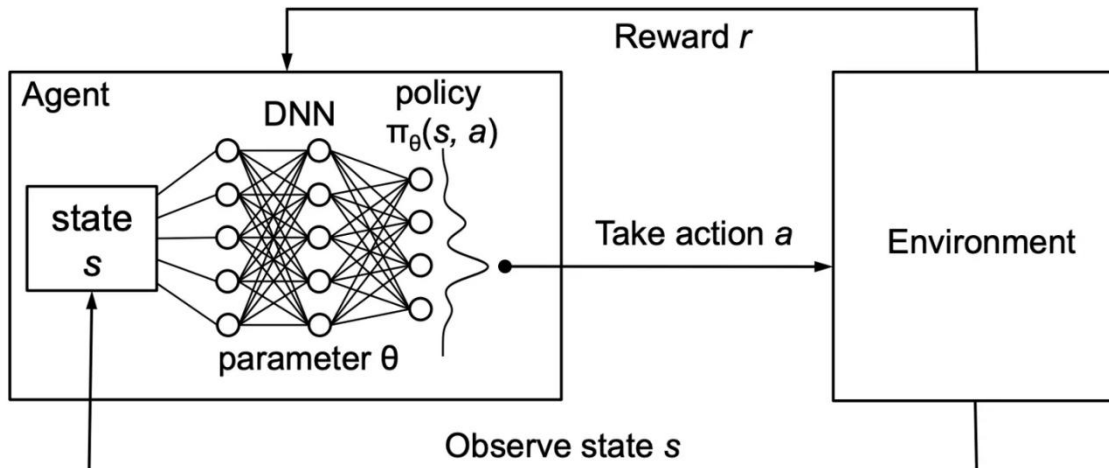 Reward r
Agent
policy
DNN
πθ(s, a)
state
s
Take action a
Environment
parameter θ
Observe state s